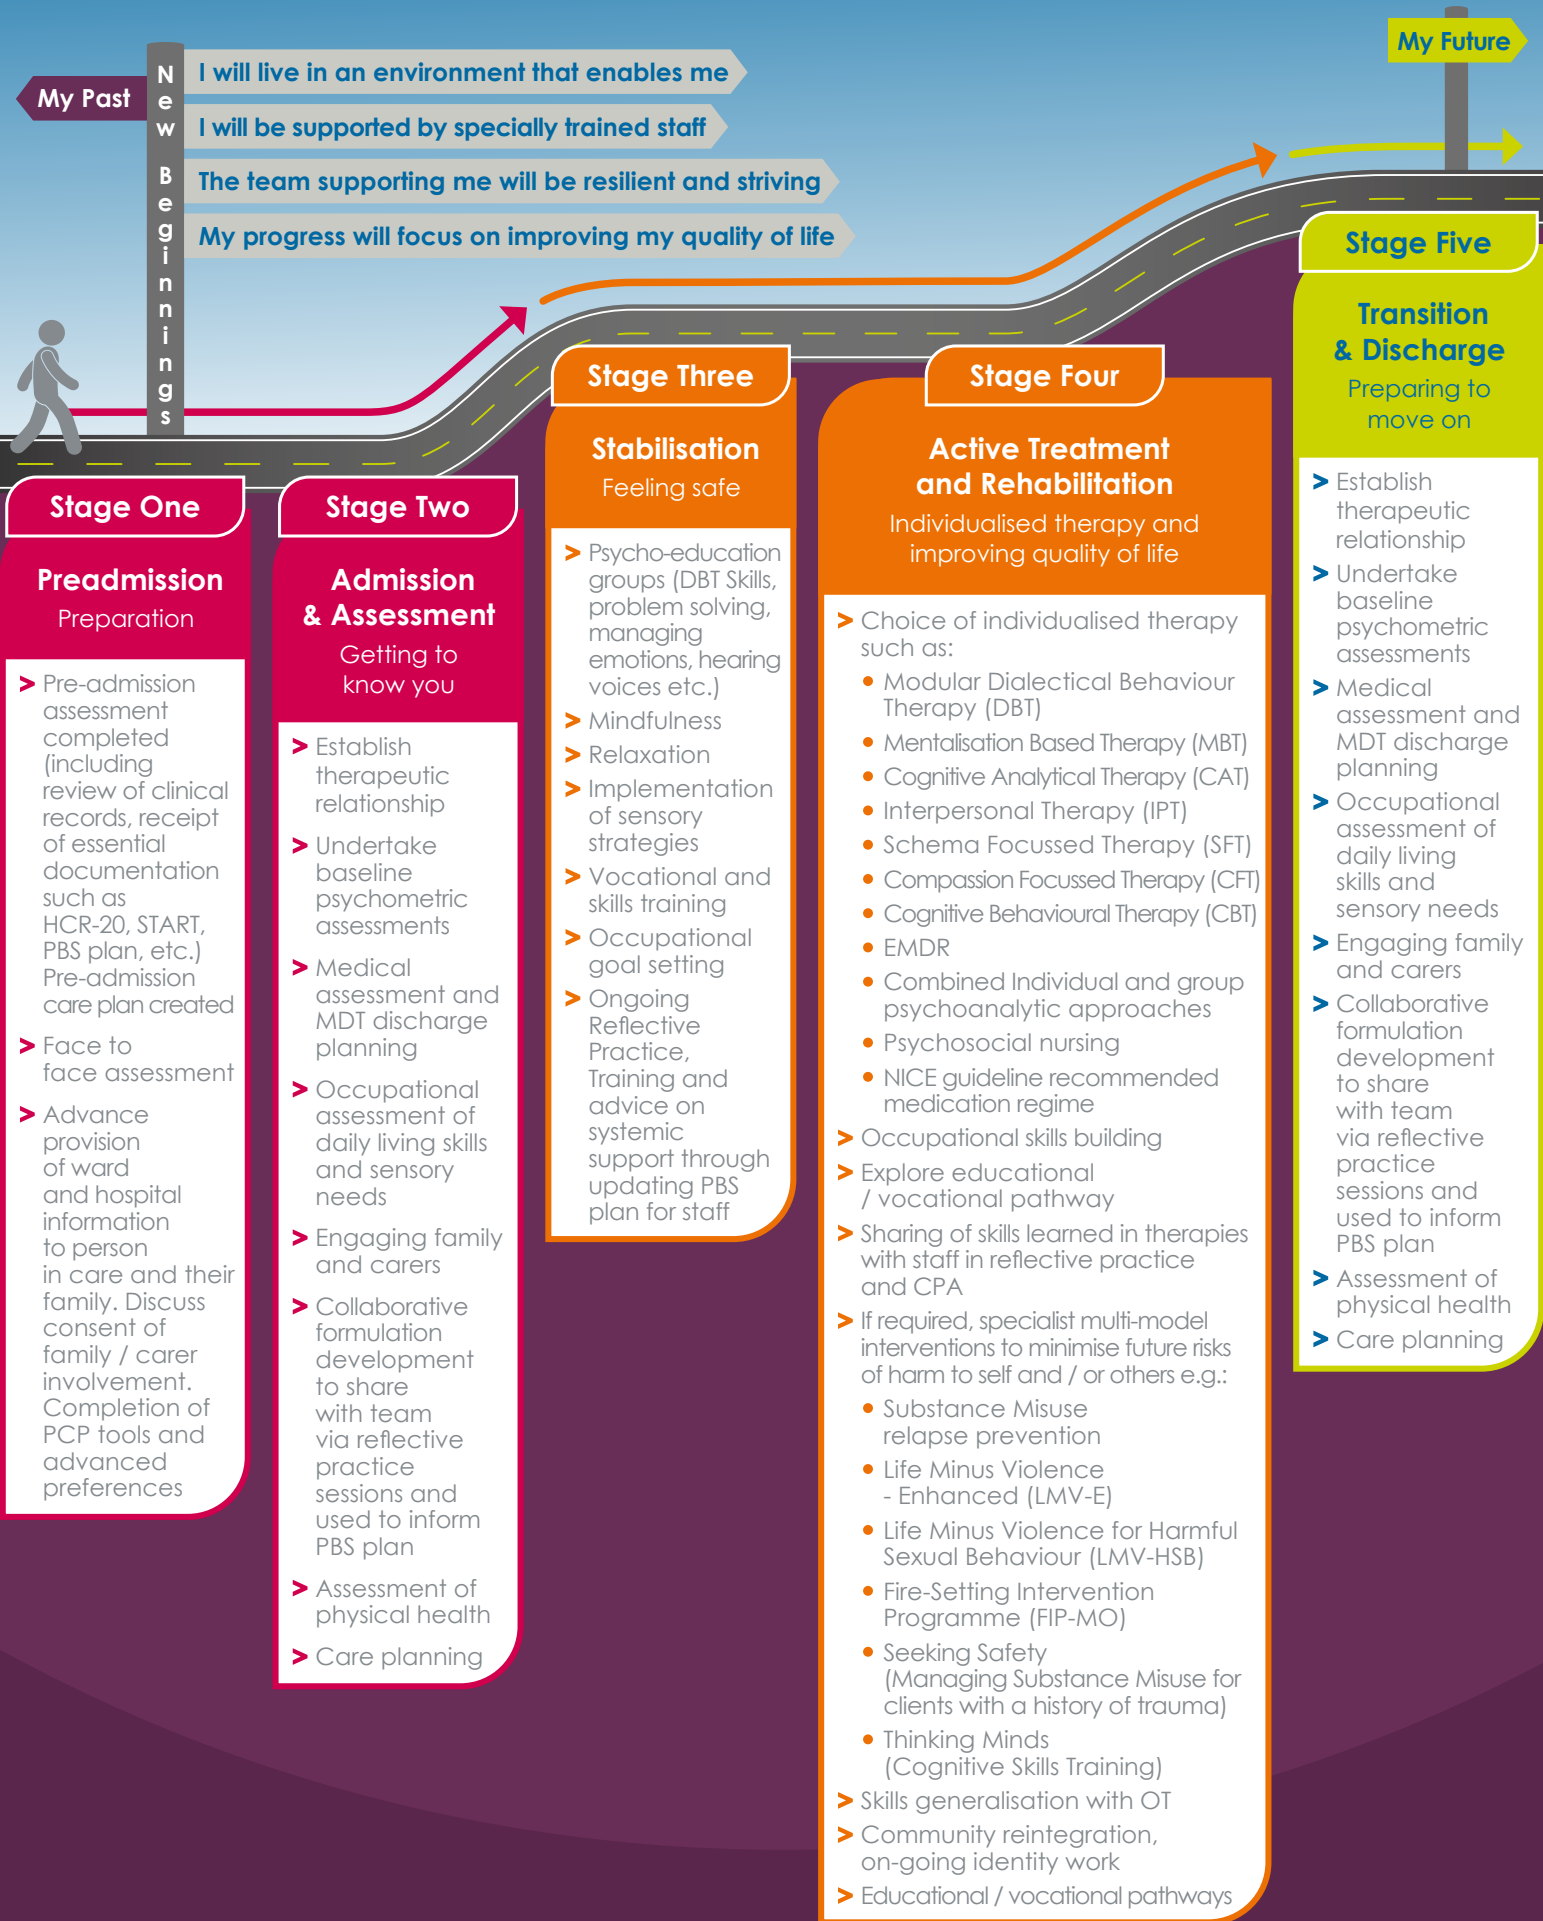 My Past
New Beginnings
I will live in an environment that enables me
I will be supported by specially trained staff
The team supporting me will be resilient and striving
My progress will focus on improving my quality of life
My Future
Stage One
Preadmission
Preparation
> Pre-admission
assessment
completed
(including
review of clinical
records, receipt
of essential
documentation
such as
HCR-20, START,
PBS plan, etc.)
Pre-admission
care plan created
> Face to
face assessment
> Advance
provision
of ward
and hospital
information
to person
in care and their
family. Discuss
consent of
family / carer
involvement.
Completion of
PCP tools and
advanced
preferences
Stage Two
Admission
& Assessment
Getting to
know you
> Establish
therapeutic
relationship
> Undertake
baseline
psychometric
assessments
> Medical
assessment and
MDT discharge
planning
> Occupational
assessment of
daily living skills
and sensory
needs
> Engaging family
and carers
> Collaborative
formulation
development
to share
with team
via reflective
practice
sessions and
used to inform
PBS plan
> Assessment of
physical health
> Care planning
Stage Three
Stabilisation
Feeling safe
> Psycho-education
groups (DBT Skills,
problem solving,
managing
emotions, hearing
voices etc.)
> Mindfulness
> Relaxation
> Implementation
of sensory
strategies
> Vocational and
skills training
> Occupational
goal setting
> Ongoing
Reflective
Practice,
Training and
advice on
systemic
support through
updating PBS
plan for staff
Stage Four
Active Treatment
and Rehabilitation
Individualised therapy and
improving quality of life
> Choice of individualised therapy
such as:
• Modular Dialectical Behaviour
Therapy (DBT)
• Mentalisation Based Therapy (MBT)
• Cognitive Analytical Therapy (CAT)
• Interpersonal Therapy (IPT)
• Schema Focussed Therapy (SFT)
• Compassion Focussed Therapy (CFT)
• Cognitive Behavioural Therapy (CBT)
• EMDR
• Combined Individual and group
psychoanalytic approaches
• Psychosocial nursing
• NICE guideline recommended
medication regime
> Occupational skills building
> Explore educational
/ vocational pathway
> Sharing of skills learned in therapies
with staff in reflective practice
and CPA
> If required, specialist multi-model
interventions to minimise future risks
of harm to self and / or others e.g.:
• Substance Misuse
relapse prevention
• Life Minus Violence
- Enhanced (LMV-E)
• Life Minus Violence for Harmful
Sexual Behaviour (LMV-HSB)
• Fire-Setting Intervention
Programme (FIP-MO)
• Seeking Safety
(Managing Substance Misuse for
clients with a history of trauma)
• Thinking Minds
(Cognitive Skills Training)
> Skills generalisation with OT
> Community reintegration,
on-going identity work
> Educational / vocational pathways
Stage Five
Transition
& Discharge
Preparing to
move on
> Establish
therapeutic
relationship
> Undertake
baseline
psychometric
assessments
> Medical
assessment and
MDT discharge
planning
> Occupational
assessment of
daily living
skills and
sensory needs
> Engaging family
and carers
> Collaborative
formulation
development
to share
with team
via reflective
practice
sessions and
used to inform
PBS plan
> Assessment of
physical health
> Care planning